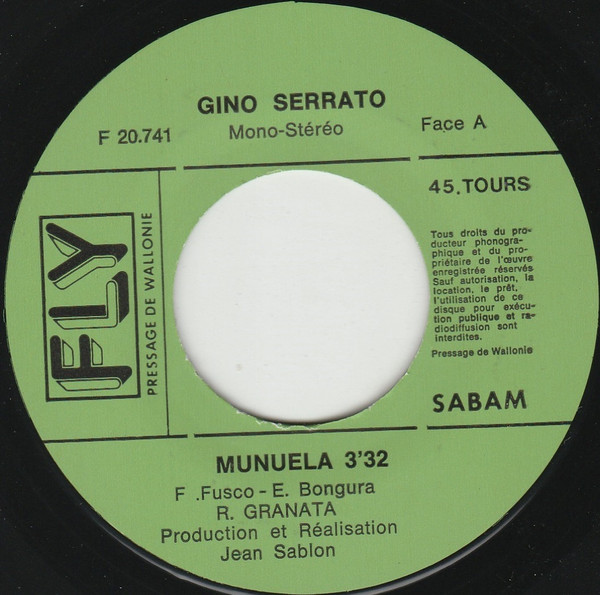 GINO SERRATO
Mono-Stéréo
F 20.741
Face A
45.TOURS
FLY
PRESSAGE DE WALLONIE
Tous droits du pro-
ducteur phonogra-
phique et du pro-
priétaire de l'œuvre
enregistrée réservés
Sauf autorisation, la
location, le prêt,
l'utilisation de ce
disque pour exécu-
tion publique et ra-
diodiffusion sont
interdites.
Pressage de Wallonie
SABAM
MUNUELA 3'32
F .Fusco - E. Bongura
R. GRANATA
Production et Réalisation
Jean Sablon